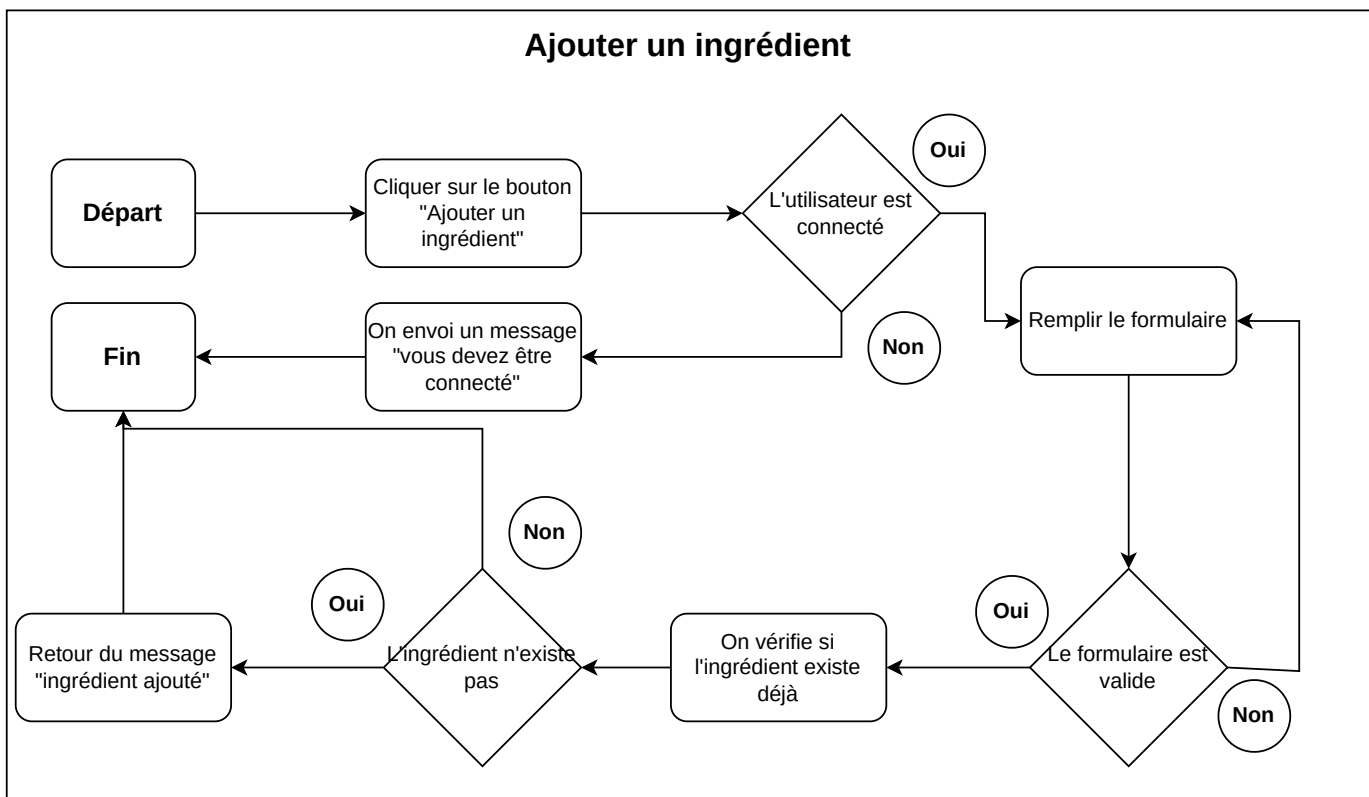 Ajouter un ingrédient
Départ
Cliquer sur le bouton
"Ajouter un
ingrédient"
L'utilisateur est
connecté
Oui
Non
Remplir le formulaire
On envoi un message
"vous devez être
connecté"
Fin
Le formulaire est
valide
Oui
Non
On vérifie si
l'ingrédient existe
déjà
L'ingrédient n'existe
pas
Non
Oui
Retour du message
"ingrédient ajouté"